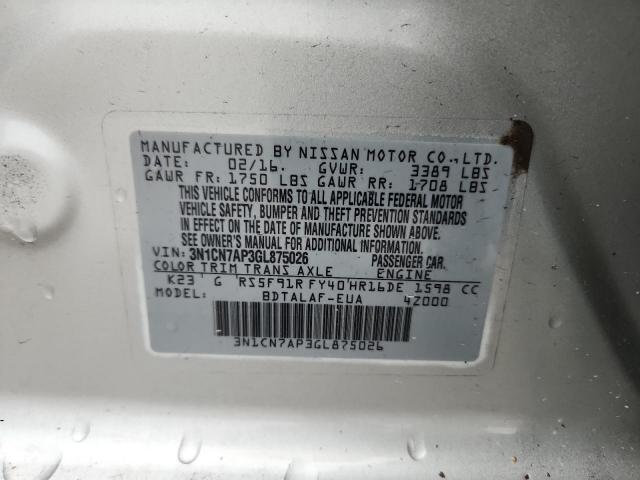 MANUFACTURED BY NISSAN MOTOR CO., LTD.
DATE: 02/16. GVWR: 3389 LBS
GAWR FR: 1750 LBS GAWR RR: 1708 LBS
THIS VEHICLE CONFORMS TO ALL APPLICABLE FEDERAL MOTOR
VEHICLE SAFETY, BUMPER AND THEFT PREVENTION STANDARDS
IN EFFECT ON THE DATE OF MANUFACTURE SHOWN ABOVE.
SEE OWNER'S MANUAL FOR ADDITIONAL INFORMATION.
VIN: 3N1CN7AP3GL875026 PASSENGER CAR.
COLOR TRIM TRANS AXLE ENGINE
K23 G RS5F91R FY40 HR16DE 1598 CC
MODEL: BDTALAF-EUA 4Z000
3N1CN7AP3GL875026